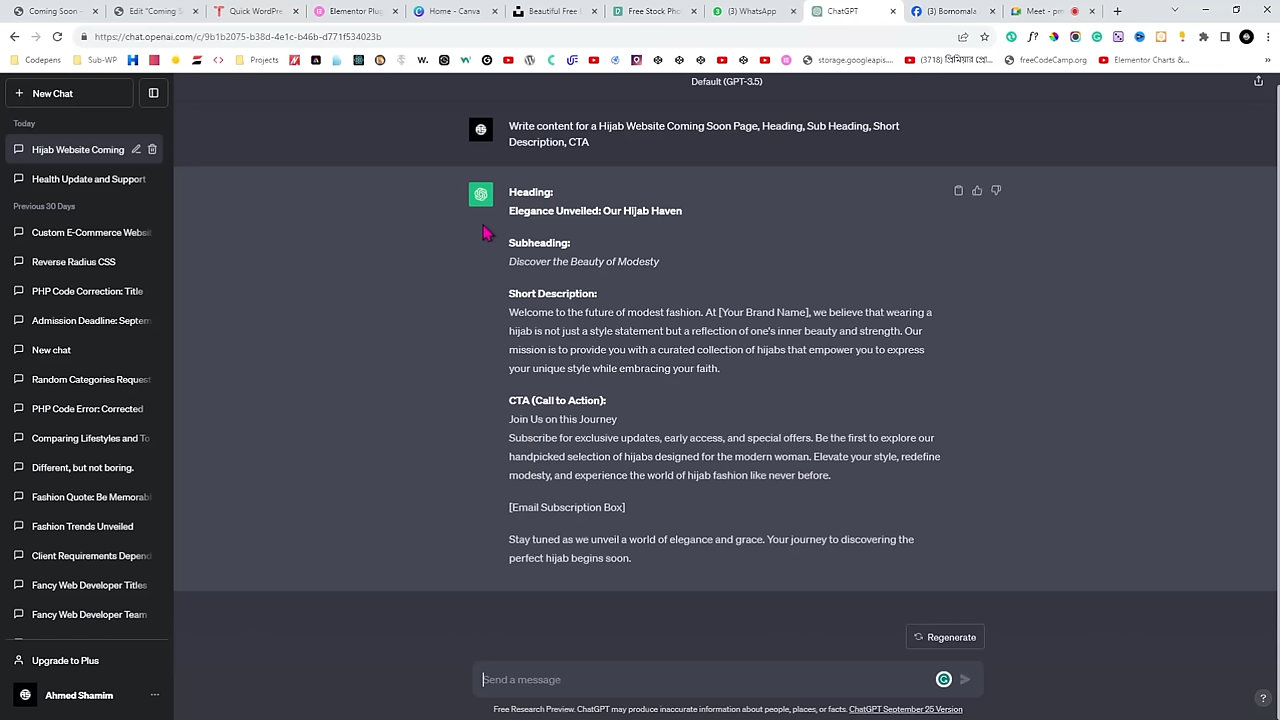 Coming Soon –
Edit "Coming S
Quick WordPre
Elementor Plug
Home - Canva
Beautiful Free
Free Stock Pho
(3) WhatsApp
ChatGPT
(3) Bornomala
Meet - pm
https://chat.openai.com/c/9b1b2075-b38d-4e1c-b46b-d771f534023b
Codepens
Sub-WP
Projects
storage.googleapis...
(3718) প্রিমিয়ার শো...
freeCodeCamp.org
Elementor Charts &...
New Chat
Default (GPT-3.5)
Today
Hijab Website Coming
Health Update and Support
Previous 30 Days
Custom E-Commerce Websi
Reverse Radius CSS
PHP Code Correction: Title
Admission Deadline: Septem
New chat
Random Categories Request
PHP Code Error: Corrected
Comparing Lifestyles and To
Different, but not boring.
Fashion Quote: Be Memorabl
Fashion Trends Unveiled
Client Requirements Depend
Fancy Web Developer Titles
Fancy Web Developer Team
Upgrade to Plus
Ahmed Shamim
Write content for a Hijab Website Coming Soon Page, Heading, Sub Heading, Short
Description, CTA
Heading:
Elegance Unveiled: Our Hijab Haven
Subheading:
Discover the Beauty of Modesty
Short Description:
Welcome to the future of modest fashion. At [Your Brand Name], we believe that wearing a
hijab is not just a style statement but a reflection of one's inner beauty and strength. Our
mission is to provide you with a curated collection of hijabs that empower you to express
your unique style while embracing your faith.
CTA (Call to Action):
Join Us on this Journey
Subscribe for exclusive updates, early access, and special offers. Be the first to explore our
handpicked selection of hijabs designed for the modern woman. Elevate your style, redefine
modesty, and experience the world of hijab fashion like never before.
[Email Subscription Box]
Stay tuned as we unveil a world of elegance and grace. Your journey to discovering the
perfect hijab begins soon.
Regenerate
Send a message
Free Research Preview. ChatGPT may produce inaccurate information about people, places, or facts. ChatGPT September 25 Version